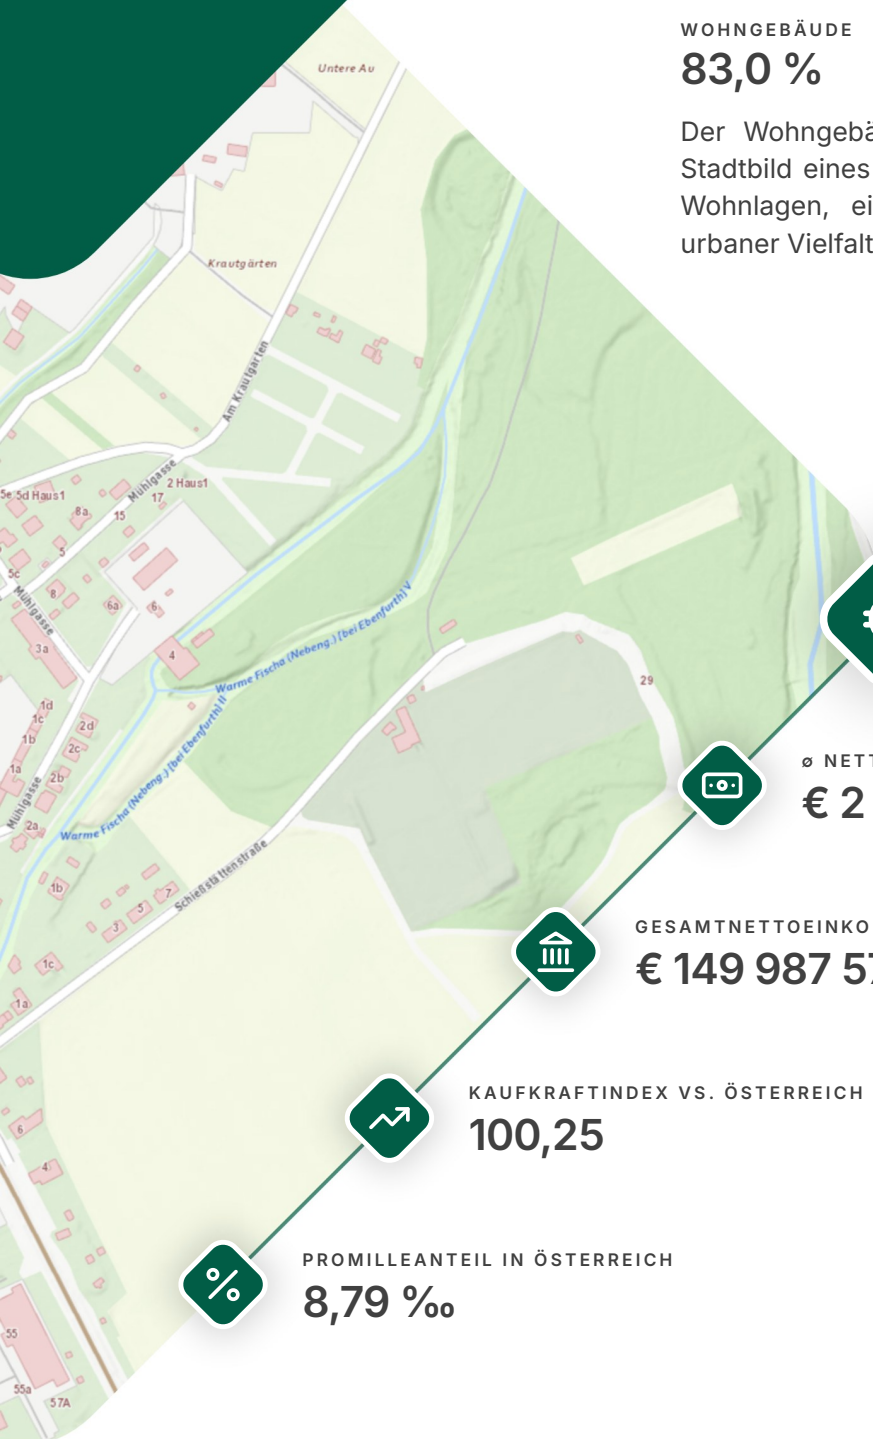 WOHNGEBÄUDE
83,0 %
Der Wohngebä
Stadtbild eines
Wohnlagen, ei
urbaner Vielfalt
Untere Au
Krautgärten
Am Krautgarten
Mühlgasse
2 Haus1
17
15
8a
5e 5d Haus1
5
5c
8
6a
6
Mühlgasse
3a
4
Warme Fischa (Nebeng.) [bei Ebenfurth] V
29
1d
1c
1b
1a
2d
2c
2b
2a
Mühlgasse
Warme Fischa (Nebeng.) [bei Ebenfurth] II
ø NETT
€ 2
1b
7
5
3
Schießstättenstraße
1c
1a
GESAMTNETTOEINKO
€ 149 987 57
KAUFKRAFTINDEX VS. ÖSTERREICH
100,25
6
4
PROMILLEANTEIL IN ÖSTERREICH
8,79 ‰
55
55a
57A